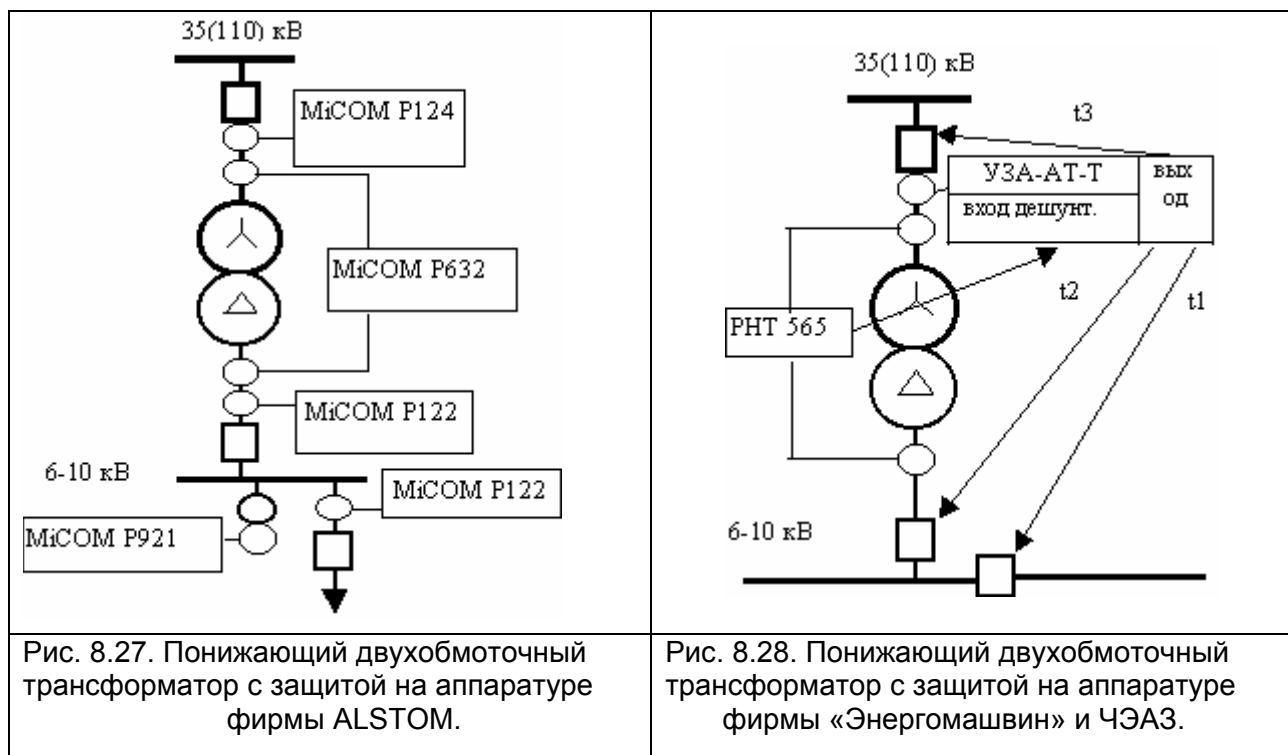 35(110) кВ
MiCOM P124
MiCOM P632
MiCOM P122
6-10 кВ
MiCOM P122
MiCOM P921
Рис. 8.27. Понижающий двухобмоточный
трансформатор с защитой на аппаратуре
фирмы ALSTOM.
35(110) кВ
t3
УЗА-АТ-Т
вых
од
вход дешунт.
t2
t1
РНТ 565
6-10 кВ
Рис. 8.28. Понижающий двухобмоточный
трансформатор с защитой на аппаратуре
фирмы «Энергомашвин» и ЧЭАЗ.